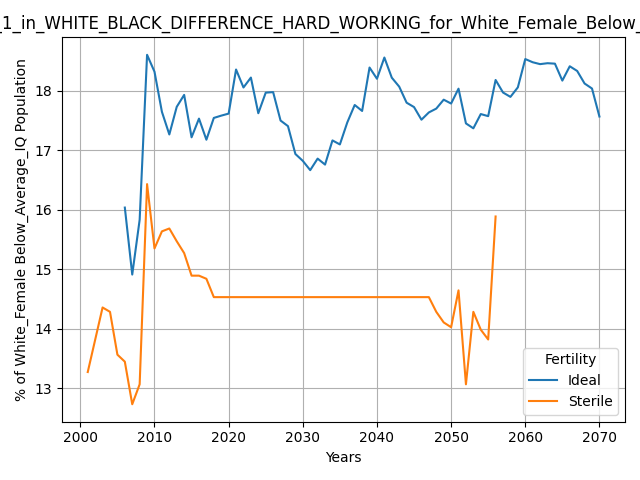 _1_in_WHITE_BLACK_DIFFERENCE_HARD_WORKING_for_White_Female_Below_
% of White_Female Below_Average_IQ Population
18
17
16
15
14
13
2000 2010 2020 2030 2040 2050 2060 2070
Years
Fertility
Ideal
Sterile